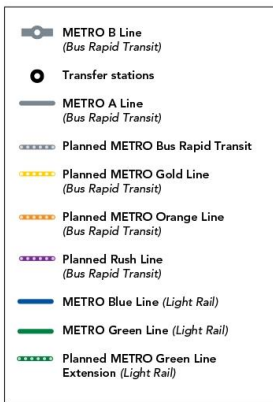 METRO B Line
(Bus Rapid Transit)
Transfer stations
METRO A Line
(Bus Rapid Transit)
Planned METRO Bus Rapid Transit
Planned METRO Gold Line
(Bus Rapid Transit)
Planned METRO Orange Line
(Bus Rapid Transit)
Planned Rush Line
(Bus Rapid Transit)
METRO Blue Line (Light Rail)
METRO Green Line (Light Rail)
Planned METRO Green Line
Extension (Light Rail)